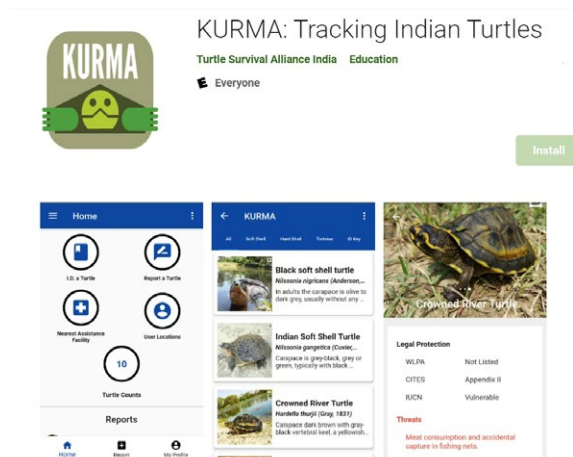 KURMA
KURMA: Tracking Indian Turtles
Turtle Survival Alliance India Education
E Everyone
Install
Home
I.D. a Turtle
Report a Turtle
Nearest Assistance
Facility
User Locations
10
Turtle Counts
Reports
Home
Report
My Profile
KURMA
All
Soft Shell
Hard Shell
Tortoise
ID Key
Black soft shell turtle
Nilssonia nigricans (Anderson,...
In adults the carapace is olive to
dark grey, usually without any ...
Indian Soft Shell Turtle
Nilssonia gangetica (Cuvier,...
Carapace is grey-black, grey or
green, typically with black ...
Crowned River Turtle
Hardella thurjii (Gray, 1831)
Carapace dark brown with gray-
black vertebral keel, a yellowish...
Crowned River Turtle
Legal Protection
WLPA Not Listed
CITES Appendix II
IUCN Vulnerable
Threats
Meat consumption and accidental
capture in fishing nets.